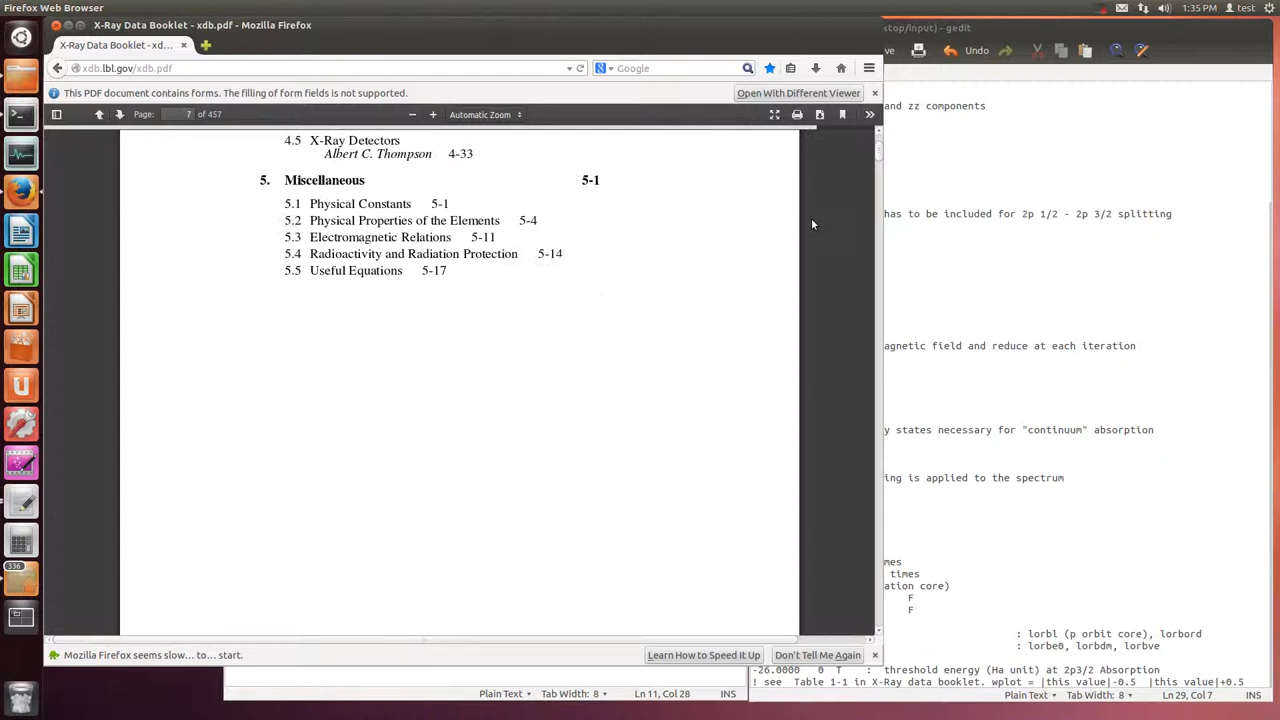 Firefox Web Browser
1:35 PM
test
X-Ray Data Booklet - xdb.pdf - Mozilla Firefox
top/Input) - gedit
X-Ray Data Booklet - xd...
ve
Undo
xdb.lbl.gov/xdb.pdf
Google
This PDF document contains forms. The filling of form fields is not supported.
Open With Different Viewer
Page: 7 of 457
Automatic Zoom
and zz components
4.5 X-Ray Detectors
Albert C. Thompson 4-33
5. Miscellaneous 5-1
5.1 Physical Constants 5-1
5.2 Physical Properties of the Elements 5-4
5.3 Electromagnetic Relations 5-11
5.4 Radioactivity and Radiation Protection 5-14
5.5 Useful Equations 5-17
has to be included for 2p 1/2 - 2p 3/2 splitting
agnetic field and reduce at each iteration
y states necessary for "continuum" absorption
ing is applied to the spectrum
mes
times
ation core)
F
F
: lorbl (p orbit core), lorbord
: lorbe0, lorbdm, lorbve
-26.0000 0 T : threshold energy (Ha unit) at 2p3/2 Absorption
! see Table 1-1 in X-Ray data booklet. wplot = |this value|-0.5 |this value|+0.5
336
Mozilla Firefox seems slow... to... start.
Learn How to Speed It Up
Don't Tell Me Again
Plain Text
Tab Width: 8
Ln 11, Col 28
INS
Plain Text
Tab Width: 8
Ln 29, Col 7
INS